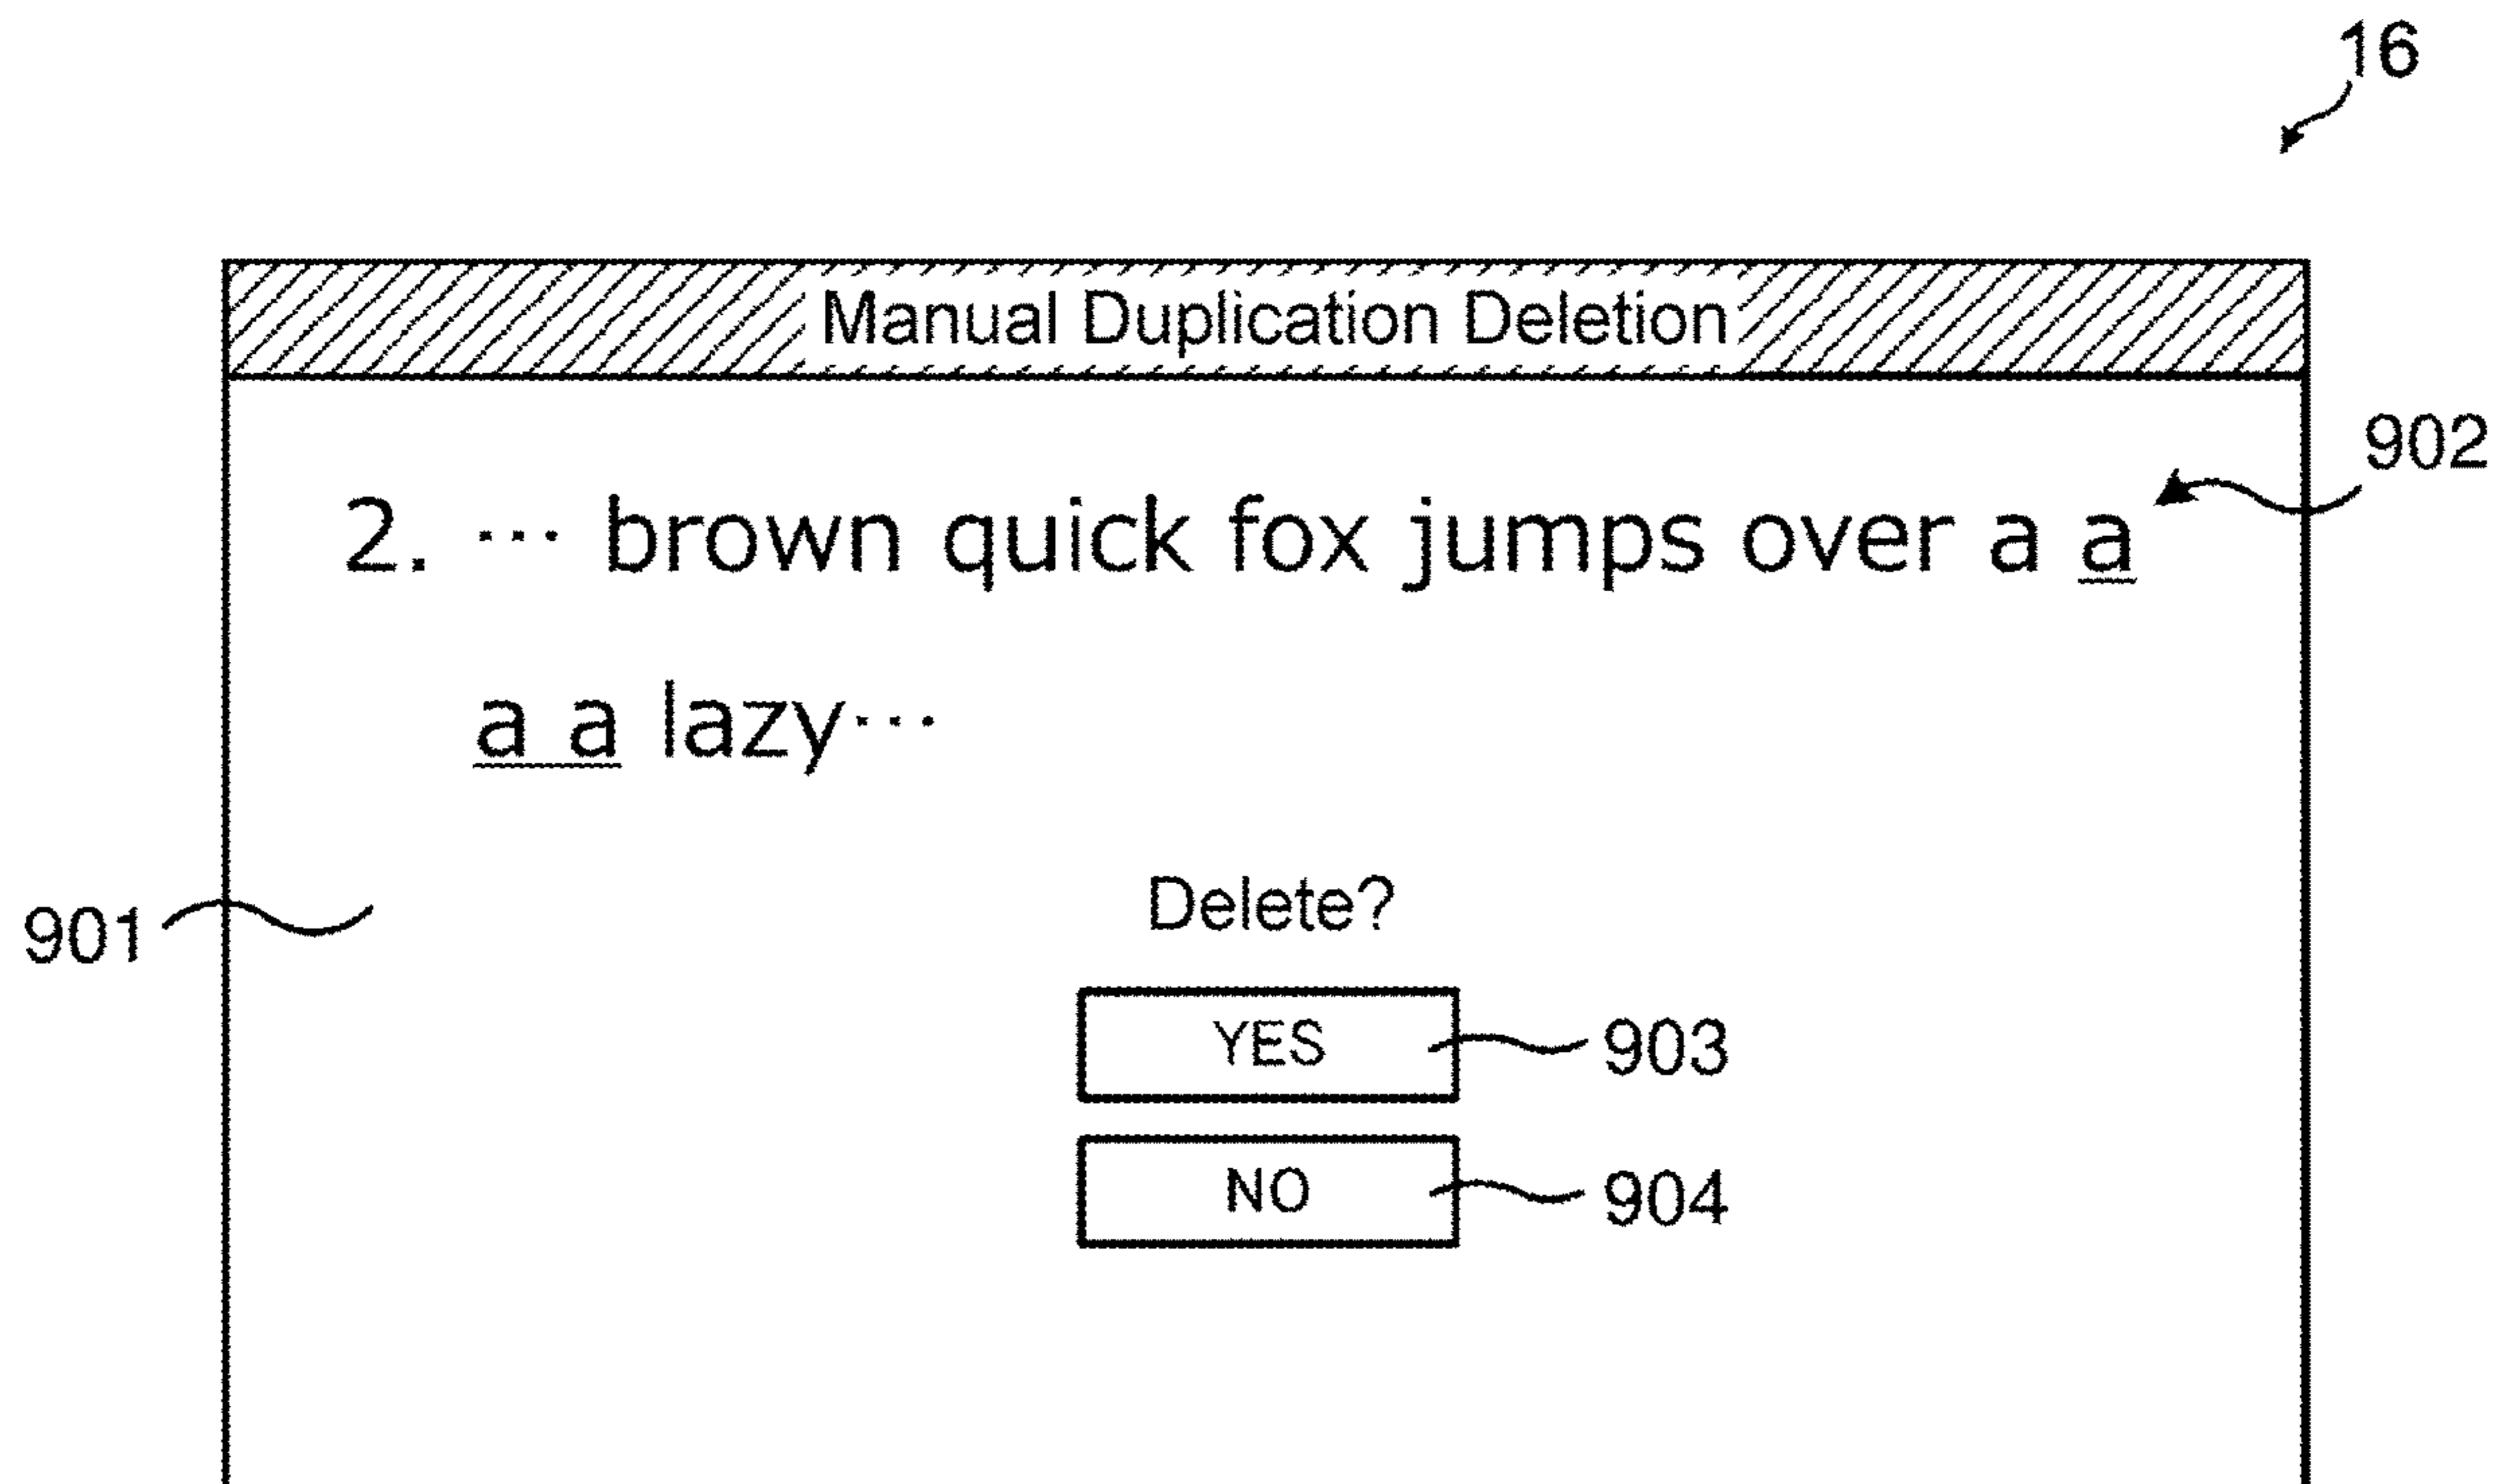 16
Manual Duplication Deletion
902
2. ··· brown quick fox jumps over a a
a a lazy···
901
Delete?
YES
903
NO
904